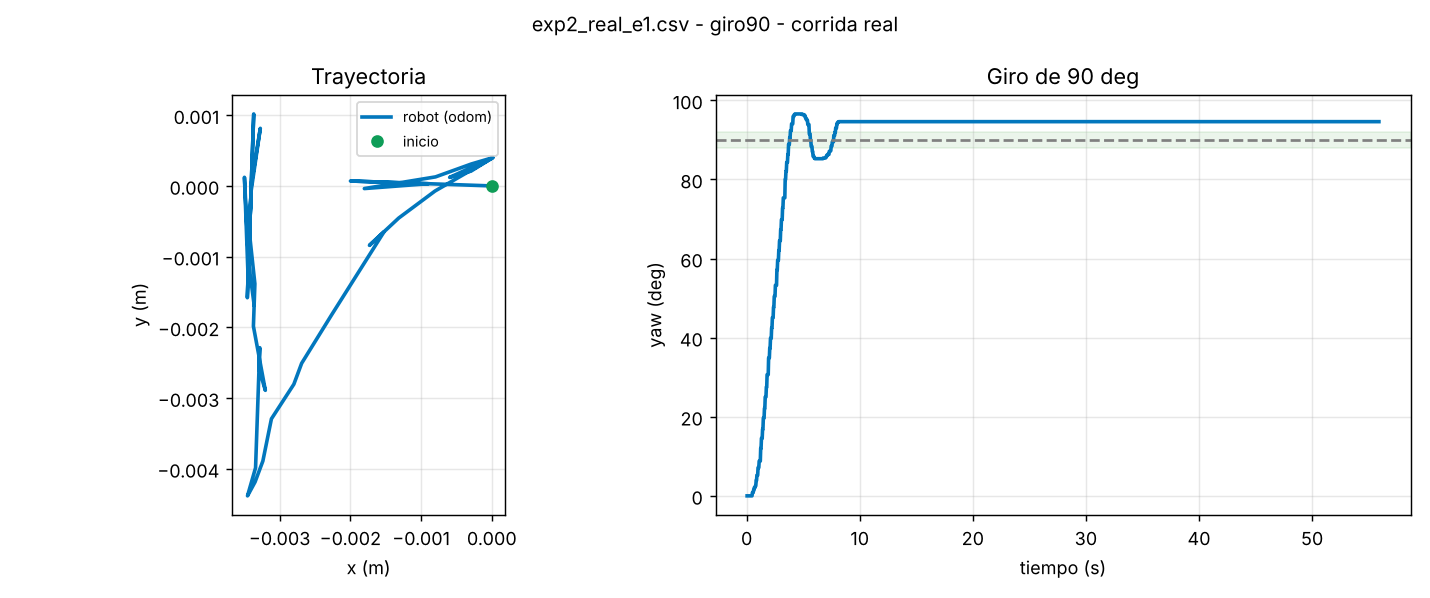 exp2_real_e1.csv - giro90 - corrida real
Trayectoria
robot (odom)
inicio
0.001
0.000
−0.001
−0.002
−0.003
−0.004
y (m)
−0.003
−0.002
−0.001
0.000
x (m)
Giro de 90 deg
100
80
60
40
20
0
yaw (deg)
0
10
20
30
40
50
tiempo (s)